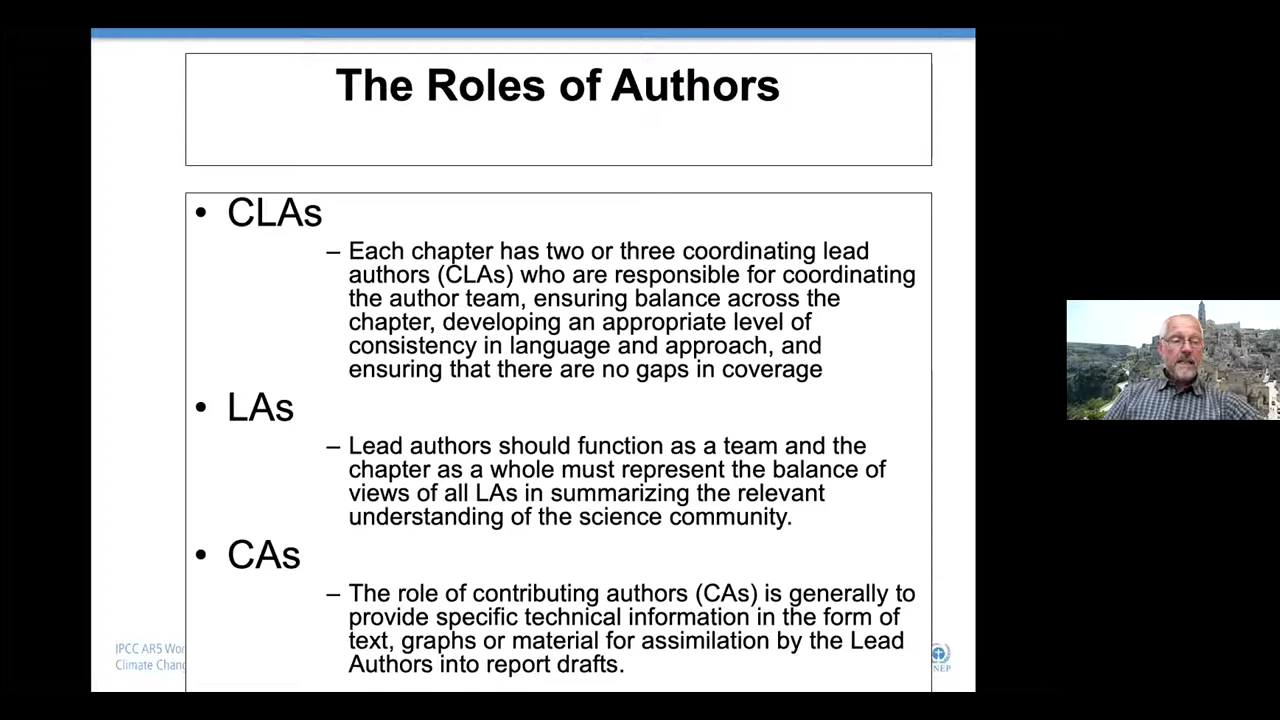 The Roles of Authors
• CLAs
– Each chapter has two or three coordinating lead
authors (CLAs) who are responsible for coordinating
the author team, ensuring balance across the
chapter, developing an appropriate level of
consistency in language and approach, and
ensuring that there are no gaps in coverage
• LAs
– Lead authors should function as a team and the
chapter as a whole must represent the balance of
views of all LAs in summarizing the relevant
understanding of the science community.
• CAs
– The role of contributing authors (CAs) is generally to
provide specific technical information in the form of
text, graphs or material for assimilation by the Lead
Authors into report drafts.
IPCC AR5 Wor
Climate Chang
NEP